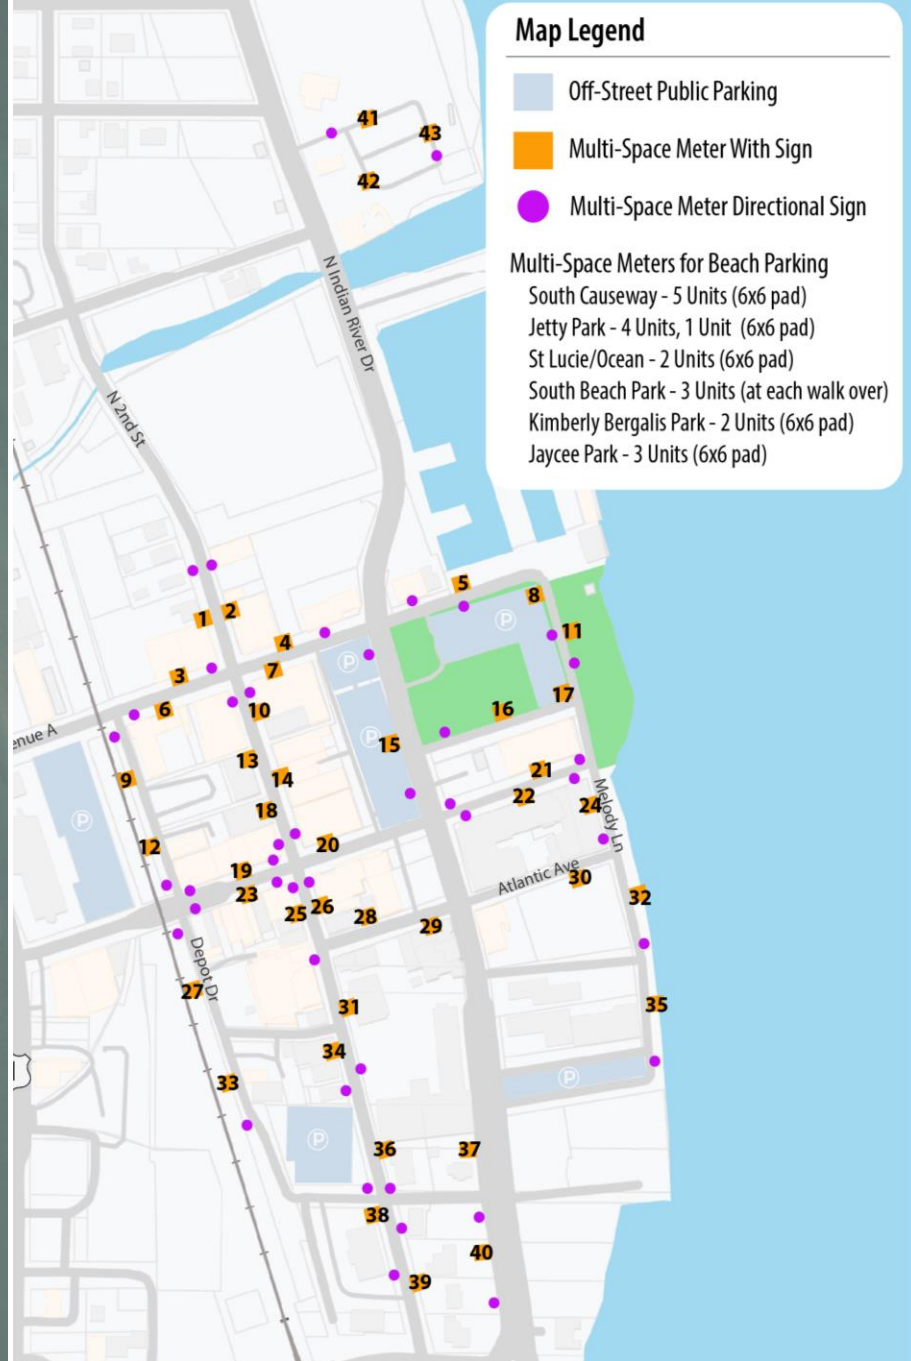 Map Legend
Off-Street Public Parking
Multi-Space Meter With Sign
Multi-Space Meter Directional Sign
Multi-Space Meters for Beach Parking
South Causeway - 5 Units (6x6 pad)
Jetty Park - 4 Units, 1 Unit (6x6 pad)
St Lucie/Ocean - 2 Units (6x6 pad)
South Beach Park - 3 Units (at each walk over)
Kimberly Bergalis Park - 2 Units (6x6 pad)
Jaycee Park - 3 Units (6x6 pad)
41
43
42
N Indian River Dr
N 2nd St
5
8
1
2
P
11
4
3
7
P
17
6
10
16
enue A
15
P
13
21
9
14
22
Melody Ln
24
18
P
12
20
19
Atlantic Ave
30
23
32
26
25
28
29
Depot Dr
27
31
35
34
P
33
P
36
37
38
40
39